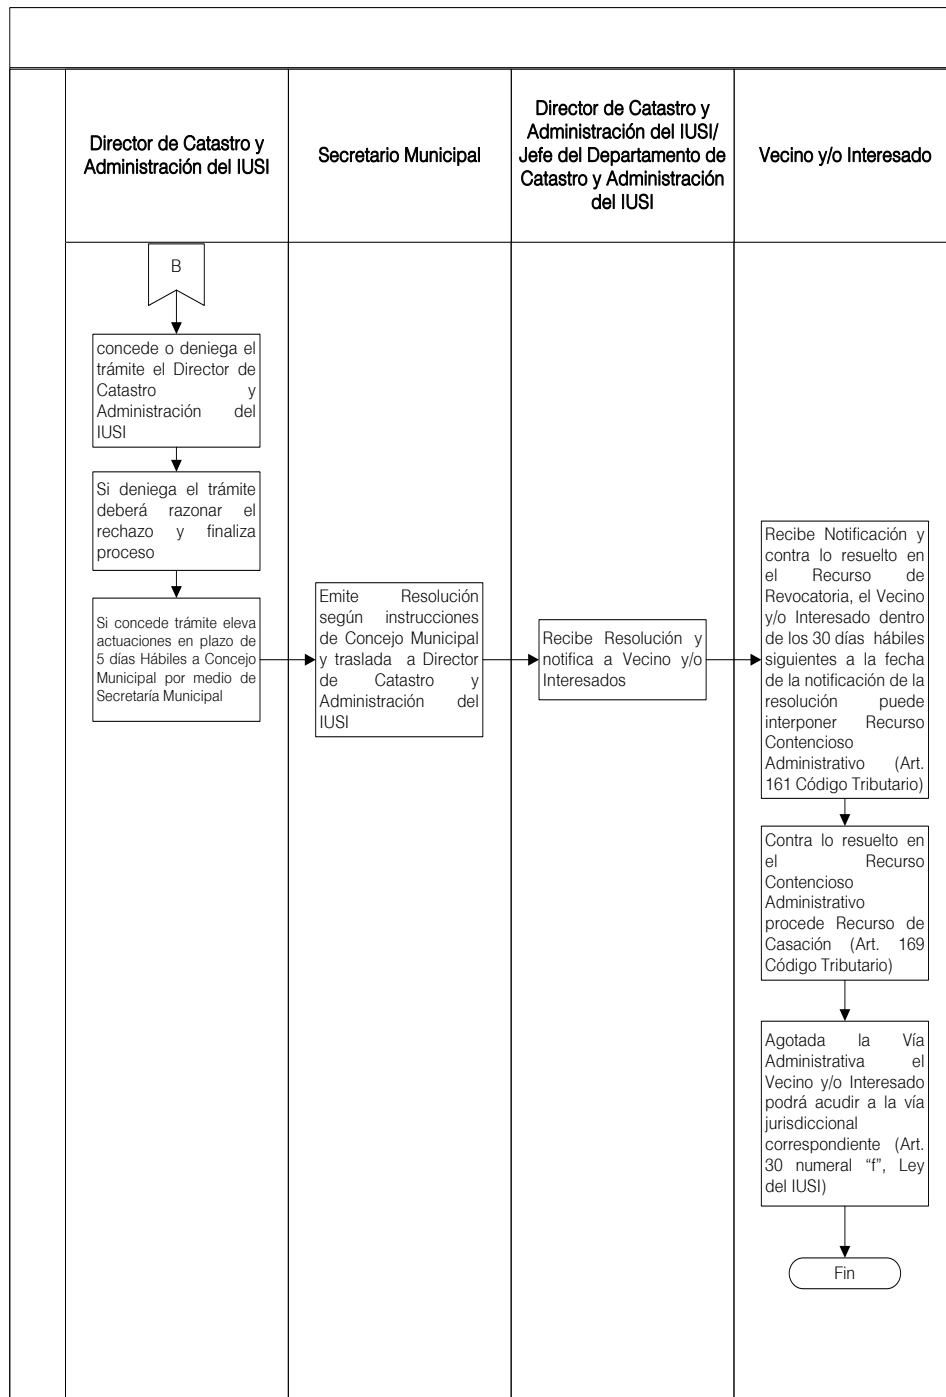 Director de Catastro y
Administración del IUSI
Secretario Municipal
Director de Catastro y
Administración del IUSI/
Jefe del Departamento de
Catastro y Administración
del IUSI
Vecino y/o Interesado
B
concede o deniega el
trámite el Director de
Catastro y
Administración del
IUSI
Si deniega el trámite
deberá razonar el
rechazo y finaliza
proceso
Si concede trámite eleva
actuaciones en plazo de
5 días Hábiles a Concejo
Municipal por medio de
Secretaría Municipal
Emite Resolución
según instrucciones
de Concejo Municipal
y traslada a Director
de Catastro y
Administración del
IUSI
Recibe Resolución y
notifica a Vecino y/o
Interesados
Recibe Notificación y
contra lo resuelto en
el Recurso de
Revocatoria, el Vecino
y/o Interesado dentro
de los 30 días hábiles
siguientes a la fecha
de la notificación de la
resolución puede
interponer Recurso
Contencioso
Administrativo (Art.
161 Código Tributario)
Contra lo resuelto en
el Recurso
Contencioso
Administrativo
procede Recurso de
Casación (Art. 169
Código Tributario)
Agotada la Vía
Administrativa el
Vecino y/o Interesado
podrá acudir a la vía
jurisdiccional
correspondiente (Art.
30 numeral “f”, Ley
del IUSI)
Fin